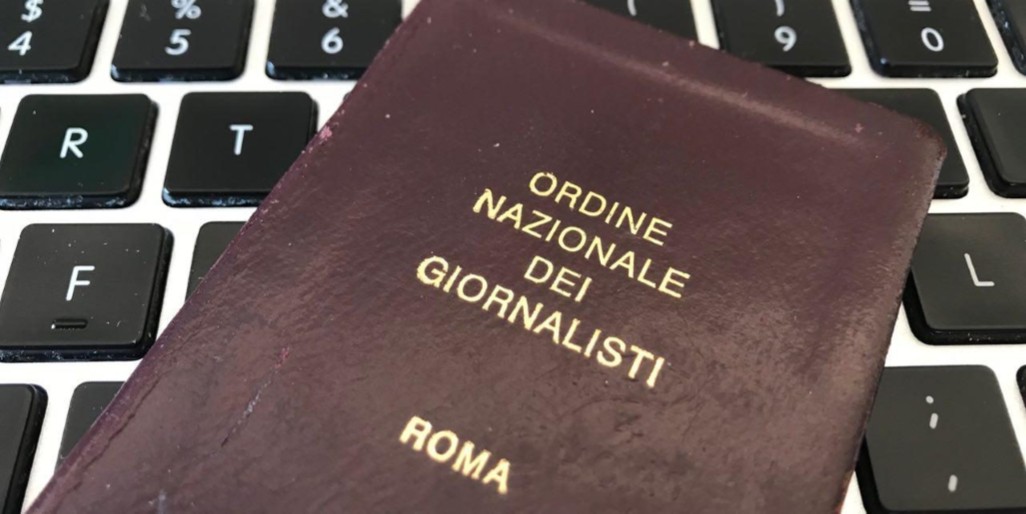 $ % & ( ) =
4 5 6 9 0
R T
F L
;
,
ORDINE
NAZIONALE
DEI
GIORNALISTI
ROMA